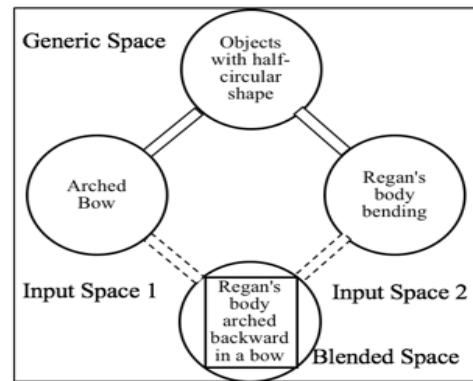 Generic Space
Objects
with half-
circular
shape
Arched
Bow
Regan's
body
bending
Input Space 1
Input Space 2
Regan's
body
arched
backward
in a bow
Blended Space